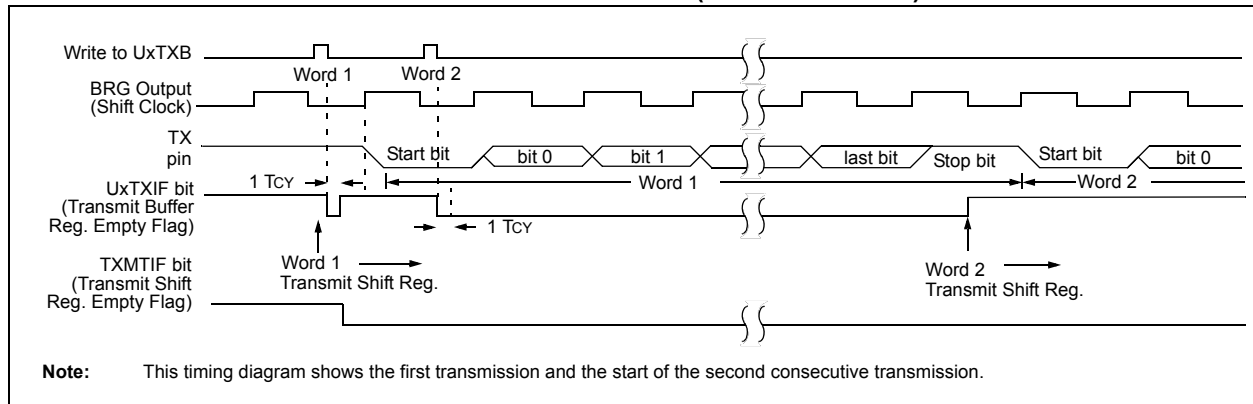 Write to UxTXB
Word 1 Word 2
BRG Output
(Shift Clock)
TX
pin
Start bit bit 0 bit 1 last bit Stop bit Start bit bit 0
1 TCY Word 1 Word 2
UxTXIF bit
(Transmit Buffer
Reg. Empty Flag)
1 TCY
TXMTIF bit
(Transmit Shift
Reg. Empty Flag)
Word 1
Transmit Shift Reg.
Word 2
Transmit Shift Reg.
Note: This timing diagram shows the first transmission and the start of the second consecutive transmission.